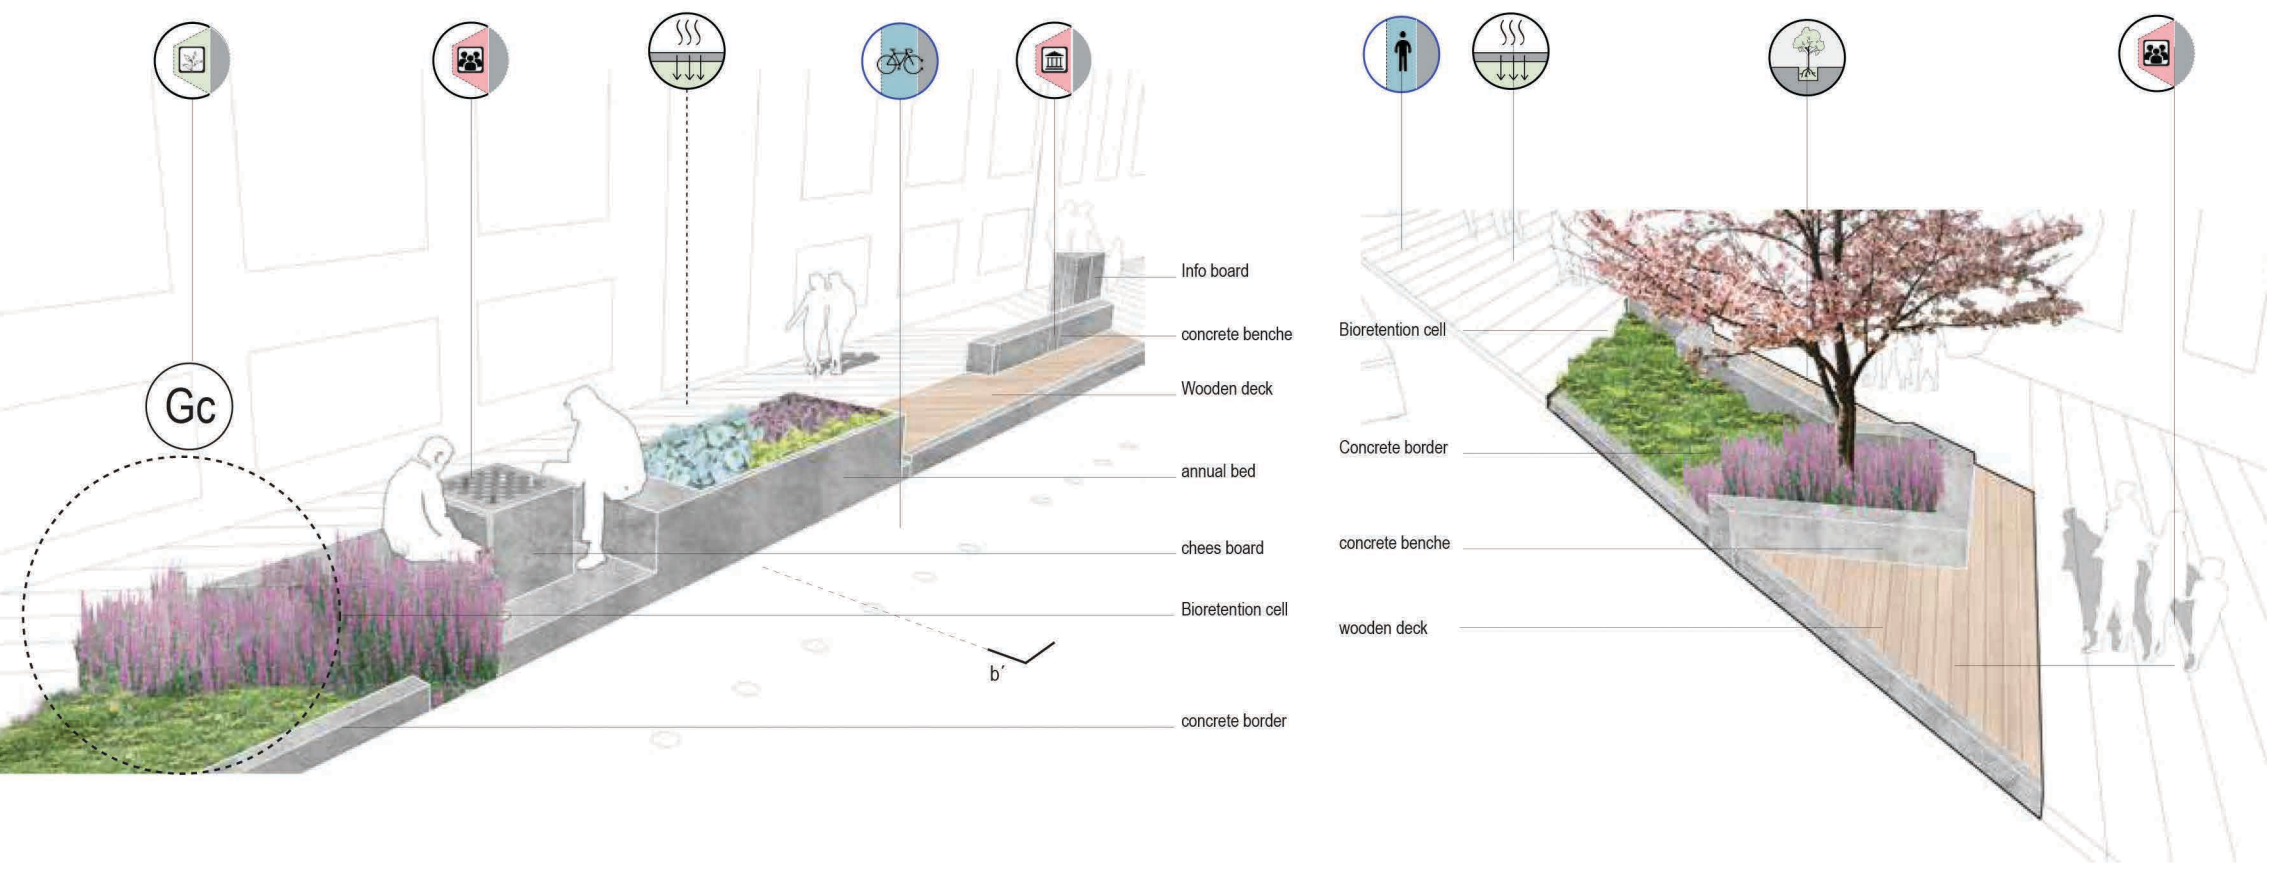 Gc
Info board
concrete benche
Wooden deck
annual bed
chees board
Bioretention cell
b´
concrete border
Bioretention cell
Concrete border
concrete benche
wooden deck